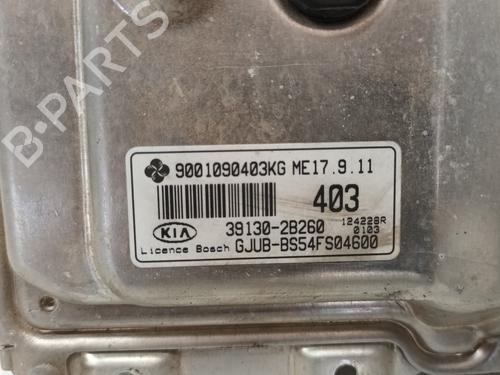 B-PARTS
9001090403KG ME17.9.11
403
39130-2B260
124228R
0103
KIA
Licence Bosch
GJUB-BS54FS04600